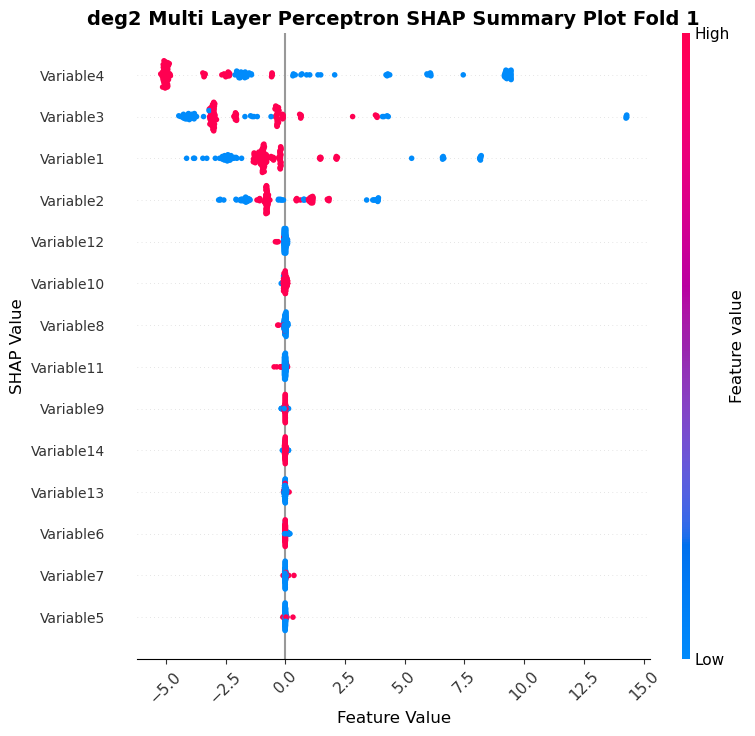 deg2 Multi Layer Perceptron SHAP Summary Plot Fold 1
High
Variable4
Variable3
Variable1
Variable2
Variable12
Variable10
Variable8
Variable11
Variable9
Variable14
Variable13
Variable6
Variable7
Variable5
SHAP Value
Feature value
Low
−5.0
−2.5
0.0
2.5
5.0
7.5
10.0
12.5
15.0
Feature Value